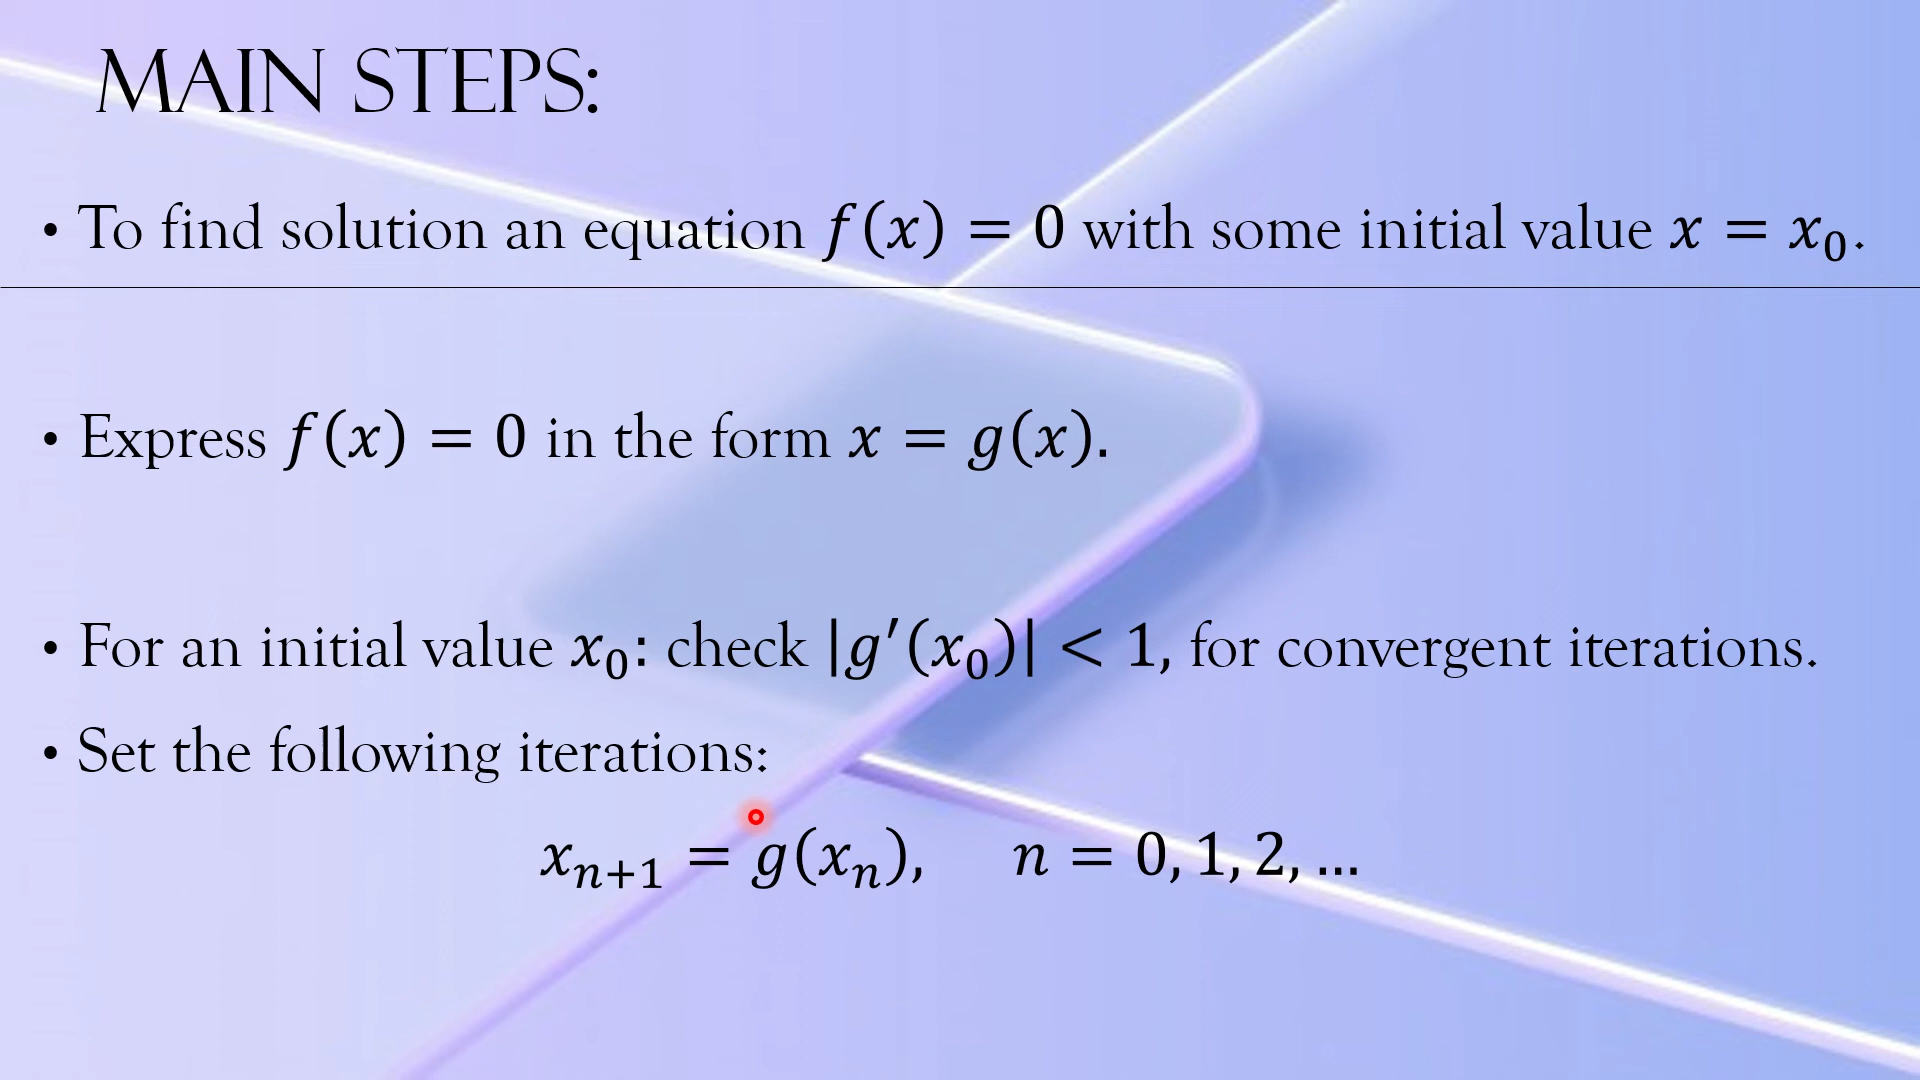 MAIN STEPS:
• To find solution an equation f(x) = 0 with some initial value x = x₀.
• Express f(x) = 0 in the form x = g(x).
• For an initial value x₀: check |g′(x₀)| < 1, for convergent iterations.
• Set the following iterations:
xₙ₊₁ = g(xₙ), n = 0, 1, 2, …